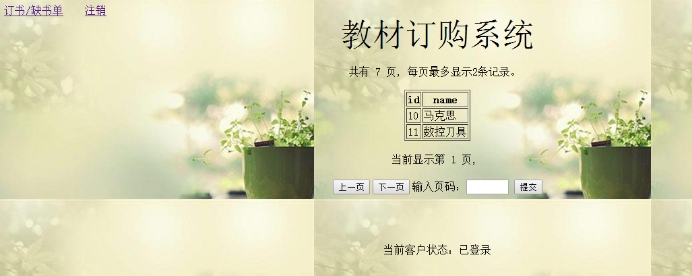 订书/缺书单 注销
教材订购系统
共有 7 页，每页最多显示2条记录。
id name
10 马克思
11 数控刀具
当前显示第 1 页，
上一页 下一页 输入页码： 提交
当前客户状态：已登录